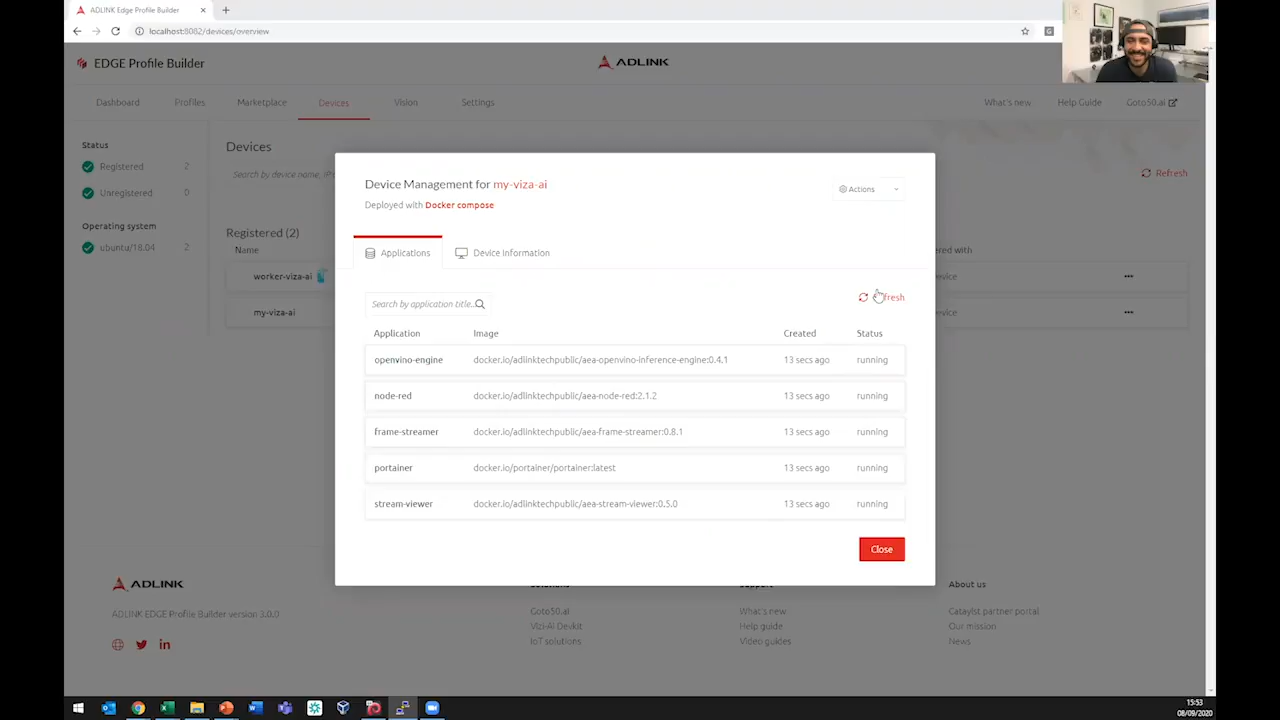 ADLINK Edge Profile Builder
localhost:8082/devices/overview
EDGE Profile Builder
ADLINK
Dashboard
Profiles
Marketplace
Devices
Vision
Settings
What's new
Help Guide
Goto50.ai
Status
Registered 2
Unregistered 0
Operating system
ubuntu/18.04 2
Devices
Search by device name, IP
Refresh
Registered (2)
Name
worker-viza-ai
my-viza-ai
Device Management for my-viza-ai
Actions
Deployed with Docker compose
Applications
Device Information
Search by application title..
fresh
Application Image Created Status
openvino-engine docker.io/adlinktechpublic/aea-openvino-inference-engine:0.4.1 13 secs ago running
node-red docker.io/adlinktechpublic/aea-node-red:2.1.2 13 secs ago running
frame-streamer docker.io/adlinktechpublic/aea-frame-streamer:0.8.1 13 secs ago running
portainer docker.io/portainer/portainer:latest 13 secs ago running
stream-viewer docker.io/adlinktechpublic/aea-stream-viewer:0.5.0 13 secs ago running
Close
ADLINK
ADLINK EDGE Profile Builder version 3.0.0
Solutions
Goto50.ai
Vizi-Ai Devkit
IoT solutions
Support
What's new
Help guide
Video guides
About us
Catalyst partner portal
Our mission
News
15:53
08/09/2020